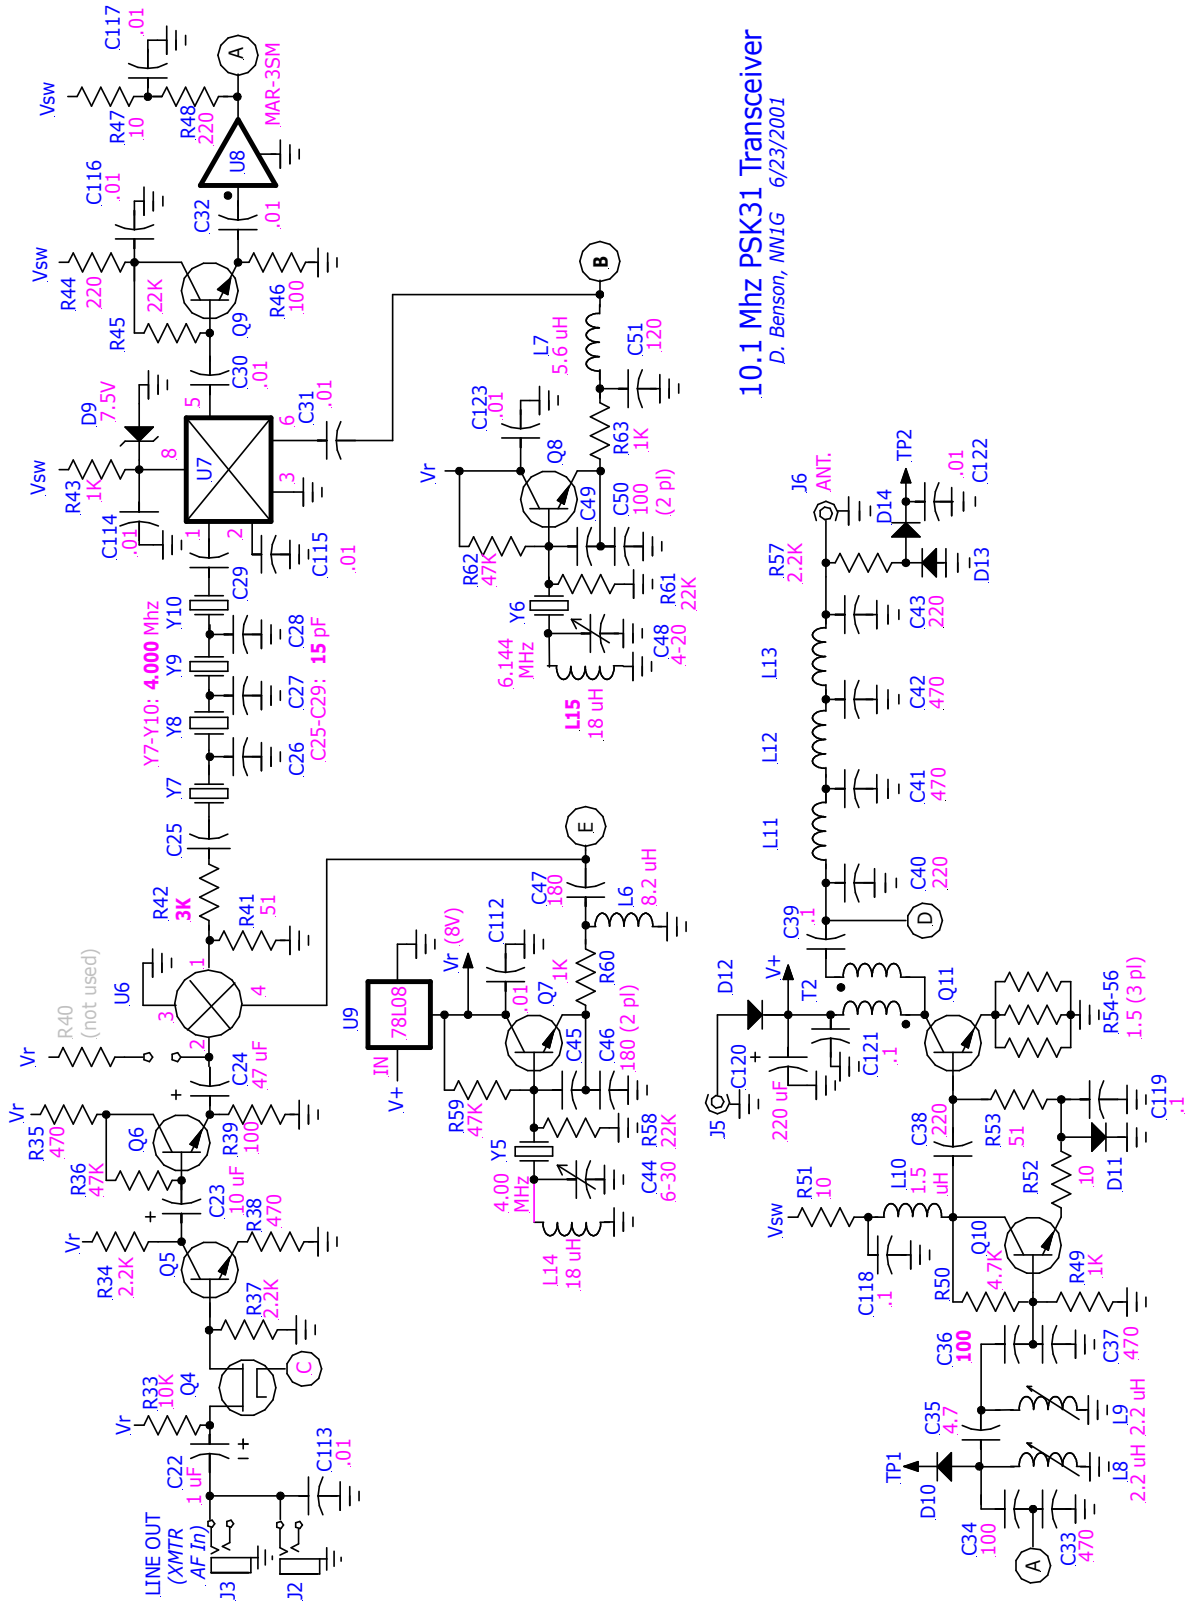 10.1 Mhz PSK31 Transceiver
D. Benson, NN1G 6/23/2001
LINE OUT
(XMTR
AF In)
J3
J2
C22
1 uF
C113
.01
Vr
R33
10K
Q4
C
R37
2.2K
Vr
R34
2.2K
Q5
R38
470
C23
10 uF
+
Vr
R35
470
R36
47K
Q6
R39
100
+
C24
47 uF
Vr
R40
(not used)
U6
1
2
3
4
R41
51
R42
3K
C25
Y7
Y8
Y9
Y10
Y7-Y10: 4.000 Mhz
C26
C27
C28
C29
C25-C29: 15 pF
C114
.01
C115
.01
Vsw
R43
1K
D9
7.5V
U7
1
2
3
5
6
8
C30
.01
C31
.01
Vsw
R44
220
R45
22K
Q9
R46
100
C116
.01
C32
.01
U8
MAR-3SM
A
Vsw
R47
10
R48
220
C117
.01
E
C47
180
L6
8.2 uH
R60
1K
U9
78L08
IN
V+
Vr (8V)
C112
.01
Q7
R59
47K
C45
C46
180 (2 pl)
R58
22K
Y5
4.00
MHz
C44
6-30
L14
18 uH
B
L7
5.6 uH
C51
120
R63
1K
C123
.01
Vr
Q8
R62
47K
C49
C50
100
(2 pl)
R61
22K
Y6
6.144
MHz
C48
4-20
L15
18 uH
A
C34
100
C33
470
TP1
D10
L8
2.2 uH
C35
4.7
L9
2.2 uH
C36
100
C37
470
R49
1K
R50
4.7K
Q10
Vsw
R51
10
C118
.1
L10
1.5
uH
R52
10
D11
C119
.1
C38
220
R53
51
Q11
R54-56
1.5 (3 pl)
J5
D12
V+
C120
220 uF
+
C121
.1
T2
C39
.1
D
C40
220
L11
C41
470
L12
C42
470
L13
C43
220
R57
2.2K
J6
ANT.
D13
D14
TP2
C122
.01